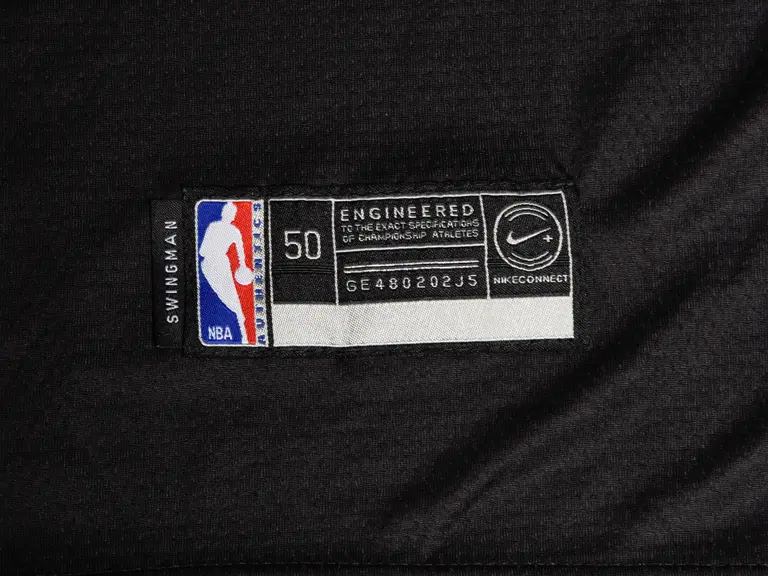 SWINGMAN
NBA
AUTHENTICS
50
ENGINEERED
TO THE EXACT SPECIFICATIONS
OF CHAMPIONSHIP ATHLETES
GE480202J5
NIKECONNECT